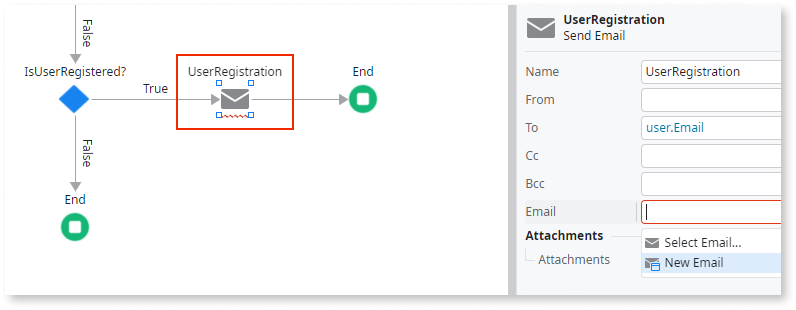 False
IsUserRegistered?
True
UserRegistration
End
False
End
UserRegistration
Send Email
Name
UserRegistration
From
To
user.Email
Cc
Bcc
Email
Attachments
Select Email...
Attachments
New Email